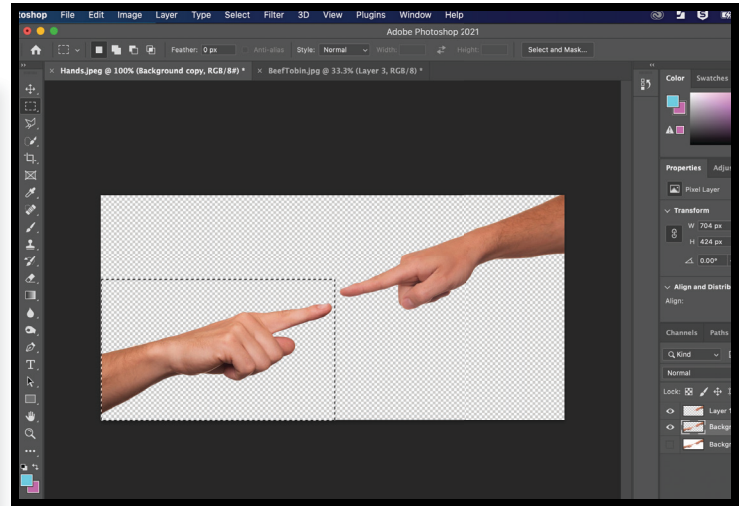 toshop File Edit Image Layer Type Select Filter 3D View Plugins Window Help
Adobe Photoshop 2021
Feather: 0 px Anti-alias Style: Normal Width: Height: Select and Mask...
× Hands.jpeg @ 100% (Background copy, RGB/8#) * × BeefTobin.jpg @ 33.3% (Layer 3, RGB/8) *
Color Swatches
Properties Adjus
Pixel Layer
Transform
W 704 px
H 424 px
0.00°
Align and Distrib
Align:
Channels Paths
Kind
Normal
Lock:
Layer 1
Backgr
Backgr